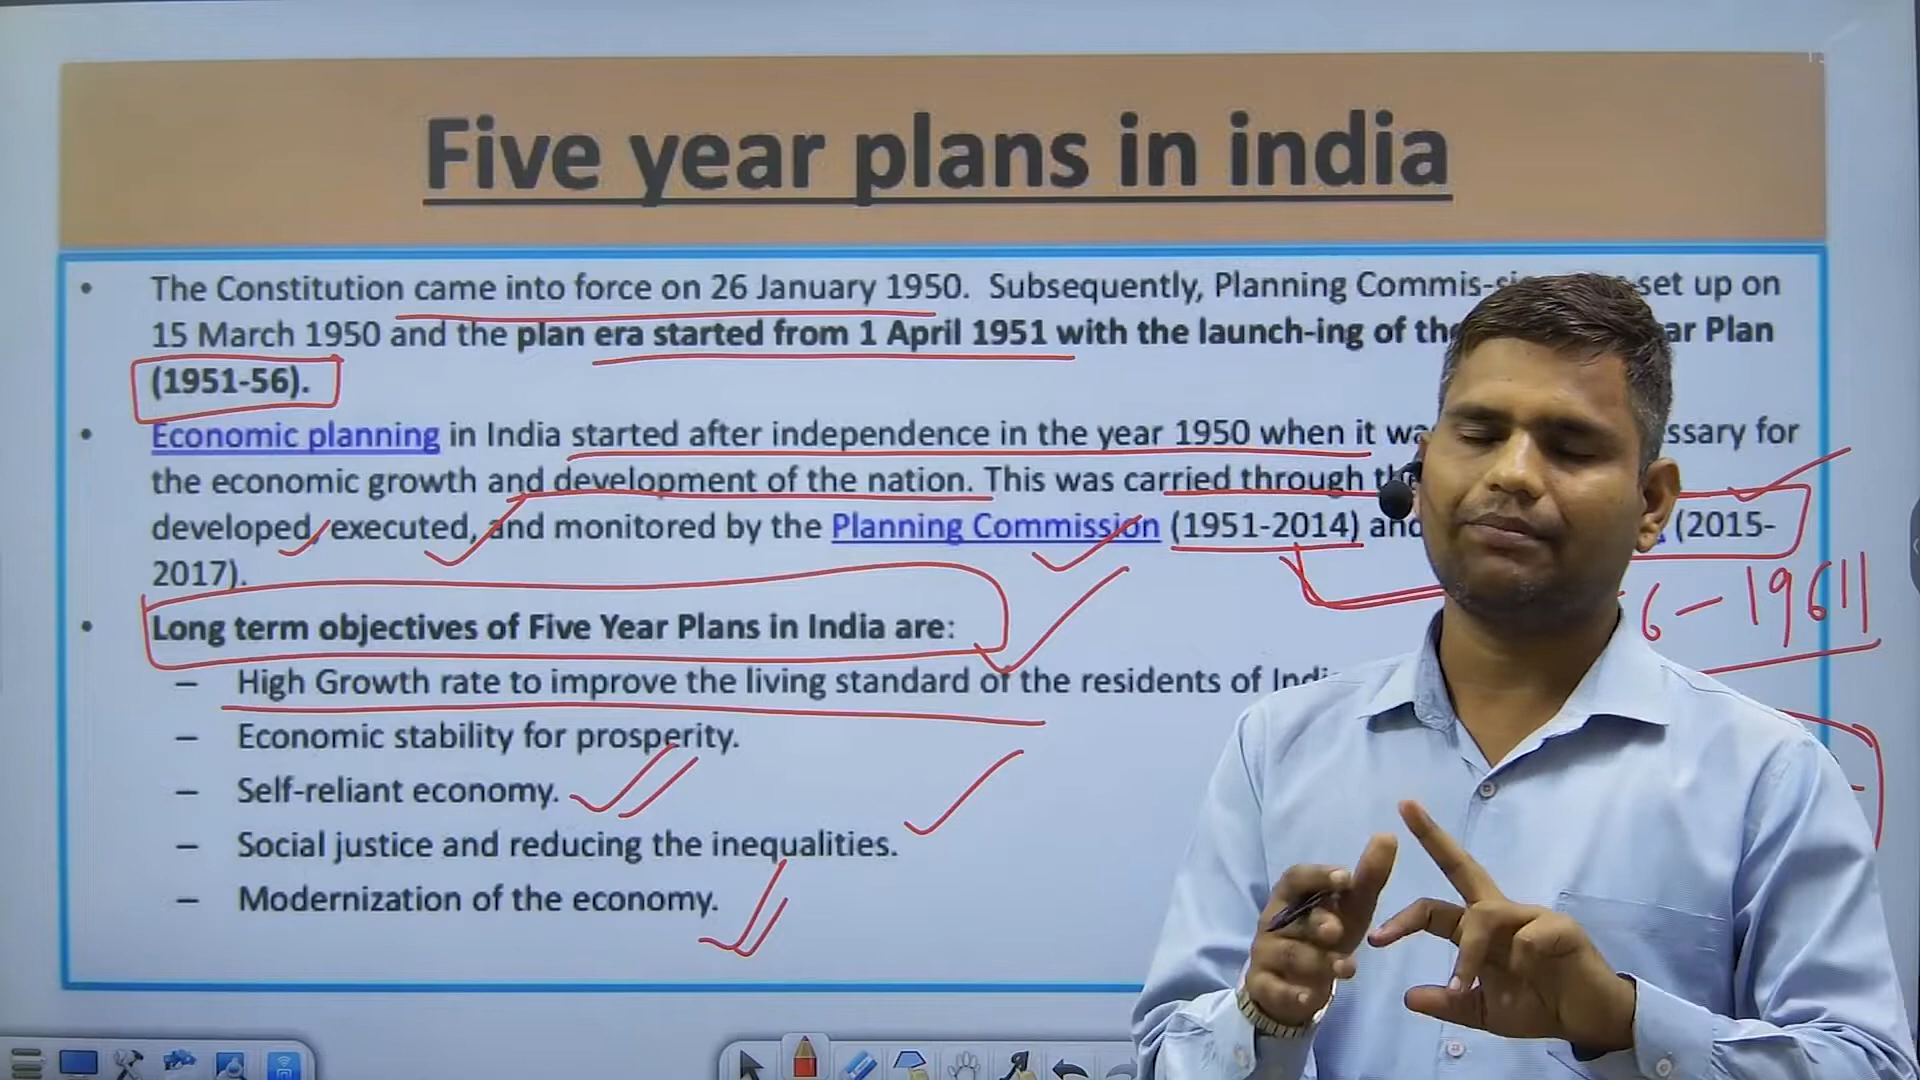 Five year plans in india
• The Constitution came into force on 26 January 1950. Subsequently, Planning Commis- set up on
15 March 1950 and the plan era started from 1 April 1951 with the launch-ing of ar Plan
(1951-56).
• Economic planning in India started after independence in the year 1950 when it ssary for
the economic growth and development of the nation. This was carried through
developed, executed, and monitored by the Planning Commission (1951-2014) and (2015-
2017).
• Long term objectives of Five Year Plans in India are:
– High Growth rate to improve the living standard of the residents of
– Economic stability for prosperity.
– Self-reliant economy.
– Social justice and reducing the inequalities.
– Modernization of the economy.
6-1961